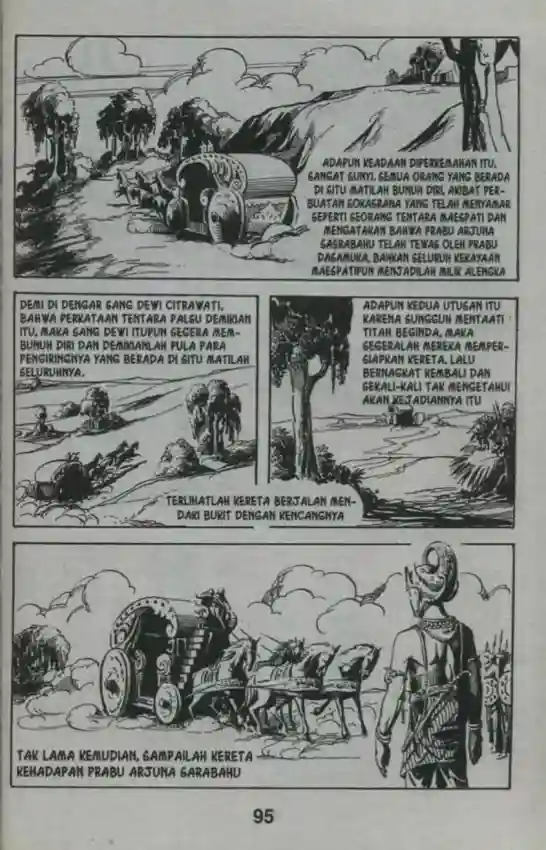 ADAPUN KEADAAN DIPERKEMAHAN ITU,
SANGAT SUNYI. SEMUA ORANG YANG BERADA
DI SITU MATILAH BUNUH DIRI, AKIBAT PER-
BUATAN SOKASRANA YANG TELAH MENYAMAR
SEPERTI SEORANG TENTARA MAESPATI DAN
MENGATAKAN BAHWA PRABU ARJUNA
SASRABAHU TELAH TEWAS OLEH PRABU
DASAMUKA, BAHKAN SELURUH KEKAYAAN
MAESPATIPUN MENJADILAH MILIK ALENGKA
DEMI DI DENGAR SANG DEWI CITRAWATI,
BAHWA PERKATAAN TENTARA PALSU DEMIKIAN
ITU, MAKA SANG DEWI ITUPUN SEGERA MEM-
BUNUH DIRI DAN DEMIKIANLAH PULA PARA
PENGIRINGNYA YANG BERADA DI SITU MATILAH
SELURUHNYA.
TERLIHATLAH KERETA BERJALAN MEN-
DAKI BUKIT DENGAN KENCANGNYA
ADAPUN KEDUA UTUSAN ITU
KARENA SUNGGUH MENTAATI
TITAH BEGINDA, MAKA
SEGERALAH MEREKA MEMPER-
SIAPKAN KERETA. LALU
BERNAGKAT KEMBALI DAN
SEKALI-KALI TAK MENGETAHUI
AKAN KEJADIANNYA ITU
TAK LAMA KEMUDIAN, SAMPAILAH KERETA
KEHADAPAN PRABU ARJUNA SARABAHU
95